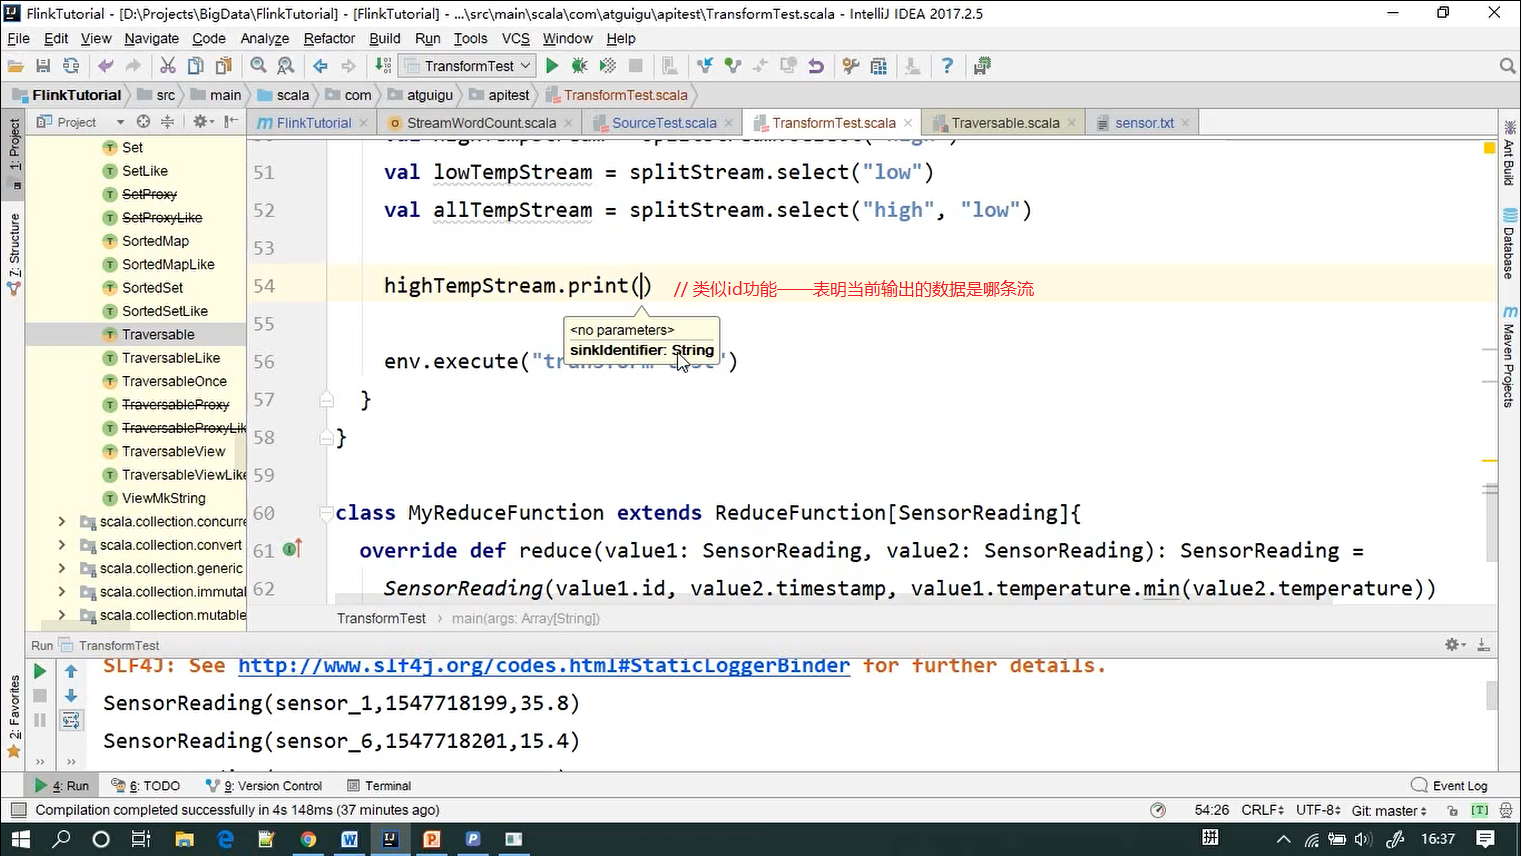 FlinkTutorial - [D:\Projects\BigData\FlinkTutorial] - [FlinkTutorial] - ...\src\main\scala\com\atguigu\apitest\TransformTest.scala - IntelliJ IDEA 2017.2.5
File Edit View Navigate Code Analyze Refactor Build Run Tools VCS Window Help
TransformTest
FlinkTutorial src main scala com atguigu apitest TransformTest.scala
Project
FlinkTutorial StreamWordCount.scala SourceTest.scala TransformTest.scala Traversable.scala sensor.txt
1: Project
7: Structure
2: Favorites
Set
SetLike
SetProxy
SetProxyLike
SortedMap
SortedMapLike
SortedSet
SortedSetLike
Traversable
TraversableLike
TraversableOnce
TraversableProxy
TraversableProxyLik
TraversableView
TraversableViewLike
ViewMkString
scala.collection.concurre
scala.collection.convert
scala.collection.generic
scala.collection.immutal
scala.collection.mutable
51 val lowTempStream = splitStream.select("low")
52 val allTempStream = splitStream.select("high", "low")
53
54 highTempStream.print() // 类似id功能——表明当前输出的数据是哪条流
<no parameters>
sinkIdentifier: String
55
56 env.execute("transform test")
57 }
58 }
59
60 class MyReduceFunction extends ReduceFunction[SensorReading]{
61 override def reduce(value1: SensorReading, value2: SensorReading): SensorReading =
62 SensorReading(value1.id, value2.timestamp, value1.temperature.min(value2.temperature))
TransformTest › main(args: Array[String])
Ant Build
Database
Maven Projects
Run TransformTest
SLF4J: See http://www.slf4j.org/codes.html#StaticLoggerBinder for further details.
SensorReading(sensor_1,1547718199,35.8)
SensorReading(sensor_6,1547718201,15.4)
4: Run 6: TODO 9: Version Control Terminal Event Log
Compilation completed successfully in 4s 148ms (37 minutes ago) 54:26 CRLF UTF-8 Git: master [T]
拼 16:37